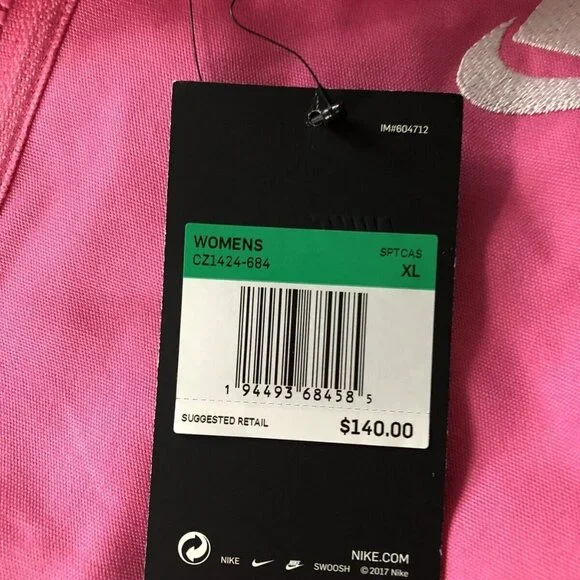 IM#604712
WOMENS SPTCAS
CZ1424-684 XL
1 94493 68458 5
SUGGESTED RETAIL $140.00
NIKE.COM
NIKE SWOOSH © 2017 Nike